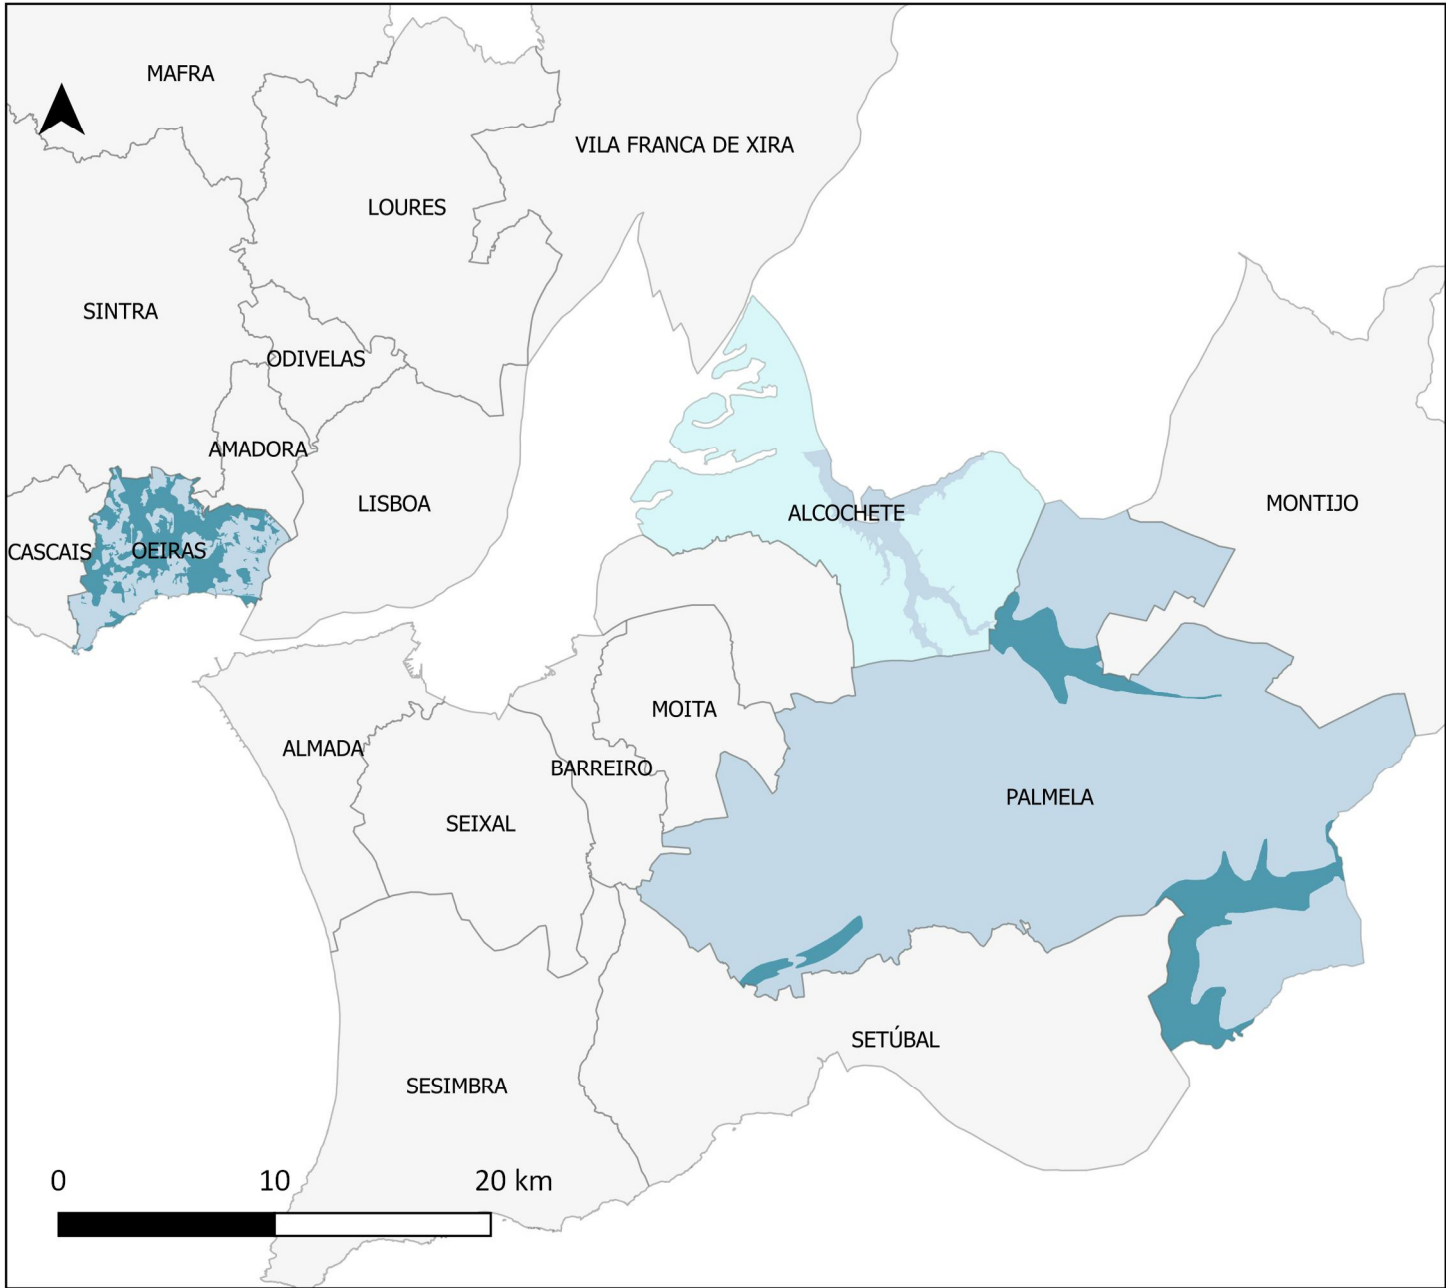 MAFRA
VILA FRANCA DE XIRA
LOURES
SINTRA
ODIVELAS
AMADORA
LISBOA
ALCOCHETE
MONTIJO
CASCAIS
OEIRAS
MOITA
ALMADA
BARREIRO
PALMELA
SEIXAL
SETÚBAL
SESIMBRA
0 10 20 km